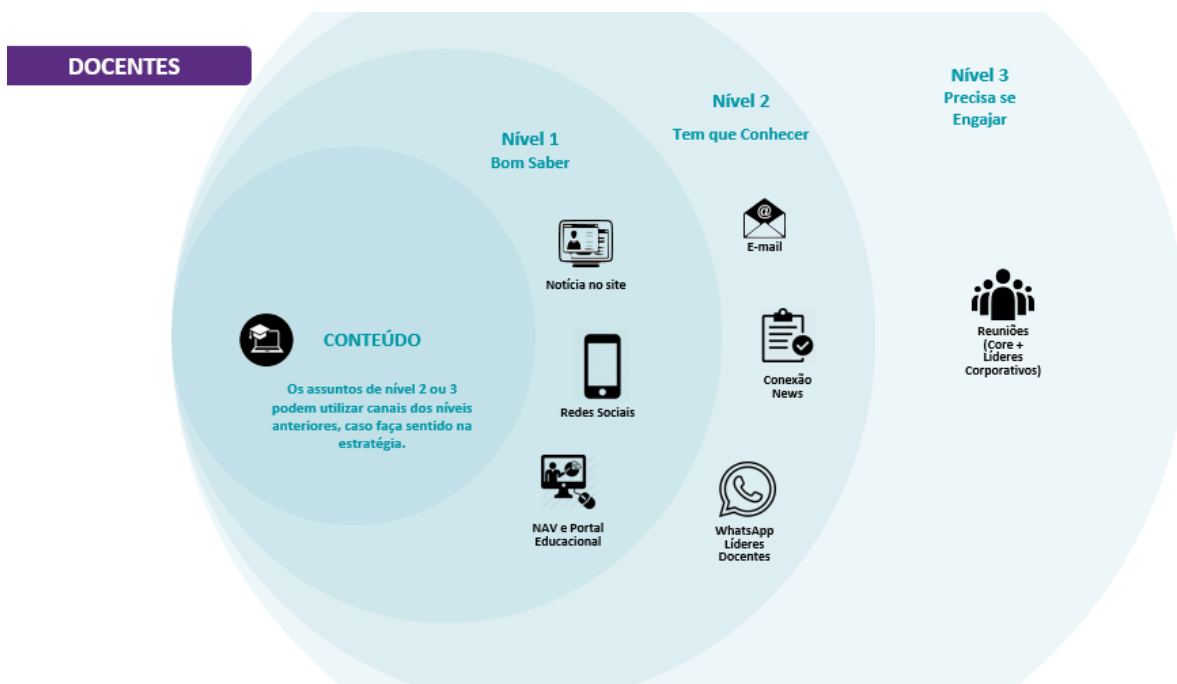 DOCENTES
Nível 1
Bom Saber
Nível 2
Tem que Conhecer
Nível 3
Precisa se
Engajar
CONTEÚDO
Os assuntos de nível 2 ou 3
podem utilizar canais dos níveis
anteriores, caso faça sentido na
estratégia.
Notícia no site
Redes Sociais
NAV e Portal
Educacional
@
E-mail
Conexão
News
WhatsApp
Líderes
Docentes
Reuniões
(Core +
Líderes
Corporativos)